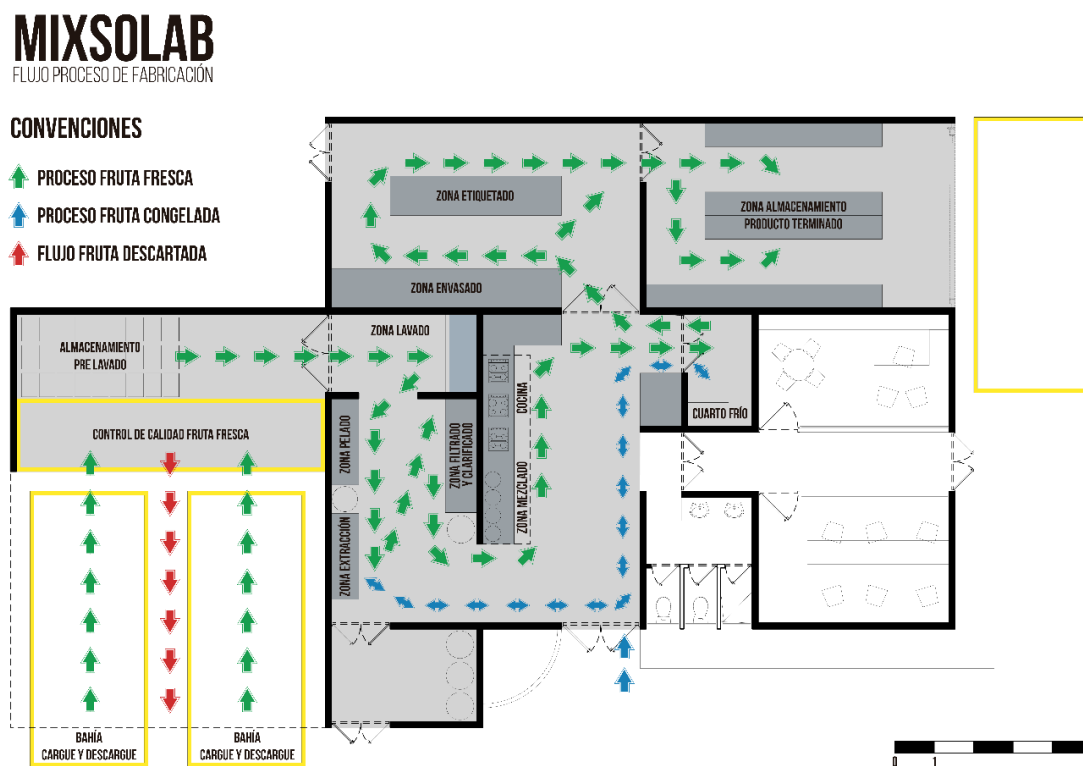 MIXSOLAB
FLUJO PROCESO DE FABRICACIÓN
CONVENCIONES
PROCESO FRUTA FRESCA
PROCESO FRUTA CONGELADA
FLUJO FRUTA DESCARTADA
ZONA ETIQUETADO
ZONA ALMACENAMIENTO
PRODUCTO TERMINADO
ZONA ENVASADO
ALMACENAMIENTO
PRE LAVADO
ZONA LAVADO
CONTROL DE CALIDAD FRUTA FRESCA
ZONA PELADO
ZONA FILTRADO
Y CLARIFICADO
COCINA
CUARTO FRÍO
ZONA MEZCLADO
ZONA EXTRACCIÓN
BAHÍA
CARGUE Y DESCARGUE
BAHÍA
CARGUE Y DESCARGUE
0 1